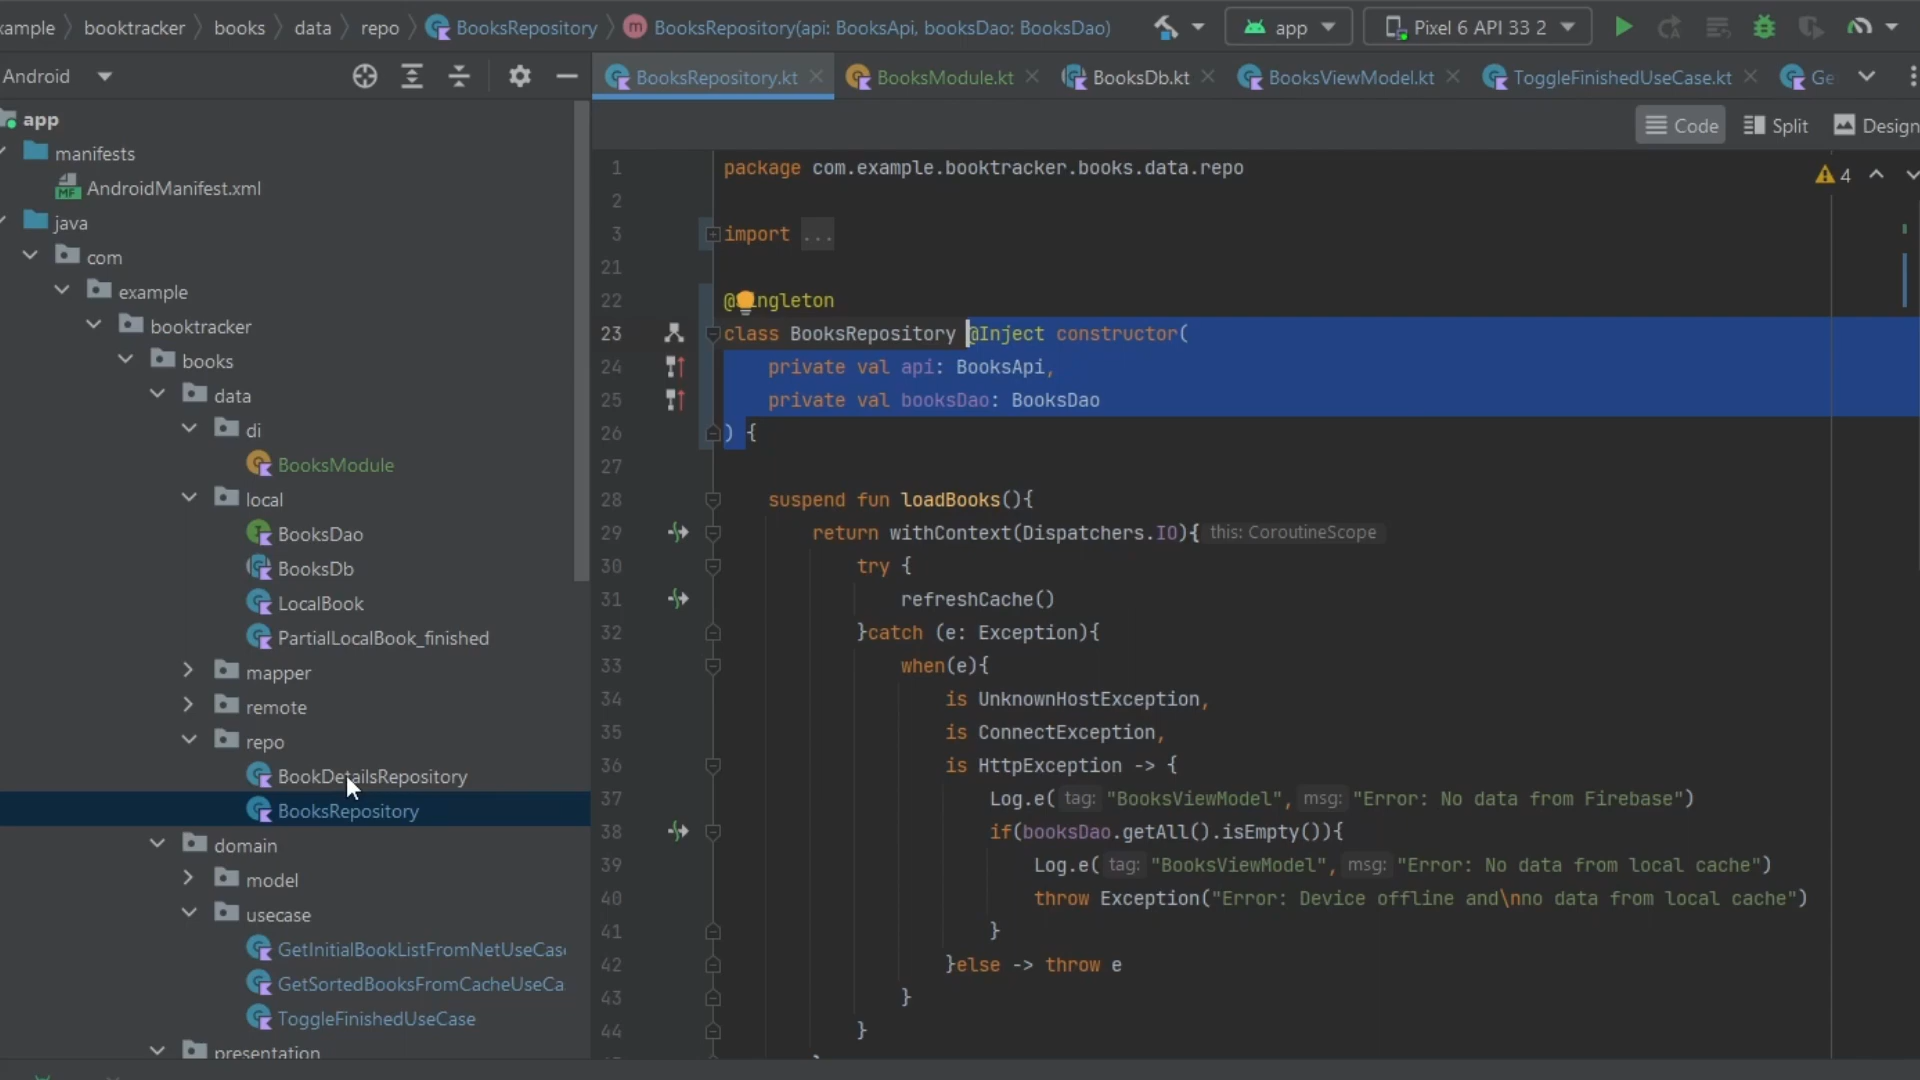 xample booktracker books data repo BooksRepository m BooksRepository(api: BooksApi, booksDao: BooksDao) app Pixel 6 API 33 2
Android BooksRepository.kt BooksModule.kt BooksDb.kt BooksViewModel.kt ToggleFinishedUseCase.kt Ge
Code Split Design
app
manifests
MF AndroidManifest.xml
java
com
example
booktracker
books
data
di
BooksModule
local
BooksDao
BooksDb
LocalBook
PartialLocalBook_finished
mapper
remote
repo
BookDetailsRepository
BooksRepository
domain
model
usecase
GetInitialBookListFromNetUseCase
GetSortedBooksFromCacheUseCa
ToggleFinishedUseCase
presentation
4
1 package com.example.booktracker.books.data.repo
2
3 import ...
21
22 @Singleton
23 class BooksRepository @Inject constructor(
24 private val api: BooksApi,
25 private val booksDao: BooksDao
26 ) {
27
28 suspend fun loadBooks(){
29 return withContext(Dispatchers.IO){ this: CoroutineScope
30 try {
31 refreshCache()
32 }catch (e: Exception){
33 when(e){
34 is UnknownHostException,
35 is ConnectException,
36 is HttpException -> {
37 Log.e( tag: "BooksViewModel", msg: "Error: No data from Firebase")
38 if(booksDao.getAll().isEmpty()){
39 Log.e( tag: "BooksViewModel", msg: "Error: No data from local cache")
40 throw Exception("Error: Device offline and\nno data from local cache")
41 }
42 }else -> throw e
43 }
44 }